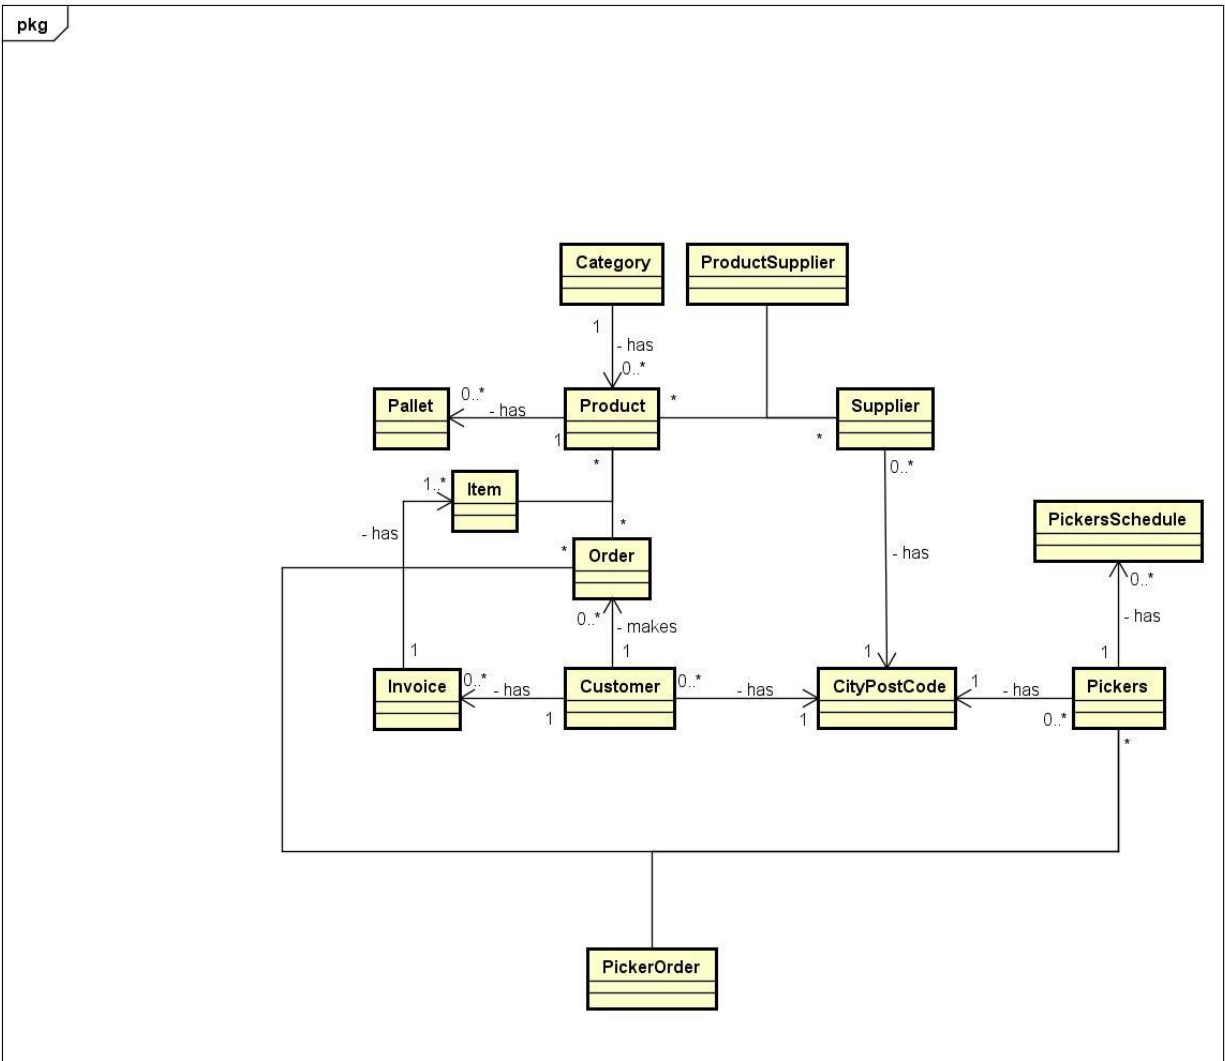 pkg
Category
ProductSupplier
1
- has
0..*
Pallet
0..*
- has
1
Product
*
*
Supplier
*
0..*
1..*
Item
- has
*
*
Order
0..*
- makes
1
- has
PickersSchedule
0..*
- has
1
1
1
Invoice
0..*
- has
1
Customer
0..*
- has
1
CityPostCode
1
- has
0..*
Pickers
*
PickerOrder